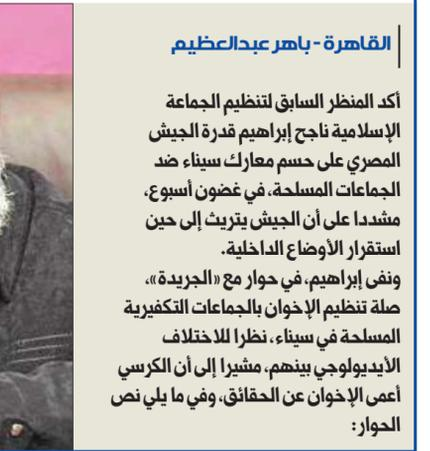 القاهرة - باهر عبدالعظيم
أكد المنظر السابق لتنظيم الجماعة
الإسلامية ناجح إبراهيم قدرة الجيش
المصري على حسم معارك سيناء ضد
الجماعات المسلحة، في غضون أسبوع،
مشددا على أن الجيش يتريث إلى حين
استقرار الأوضاع الداخلية.
ونفى إبراهيم، في حوار مع «الجريدة»،
صلة تنظيم الإخوان بالجماعات التكفيرية
المسلحة في سيناء، نظرا للاختلاف
الأيديولوجي بينهم، مشيرا إلى أن الكرسي
أعمى الإخوان عن الحقائق، وفي ما يلي نص
الحوار: